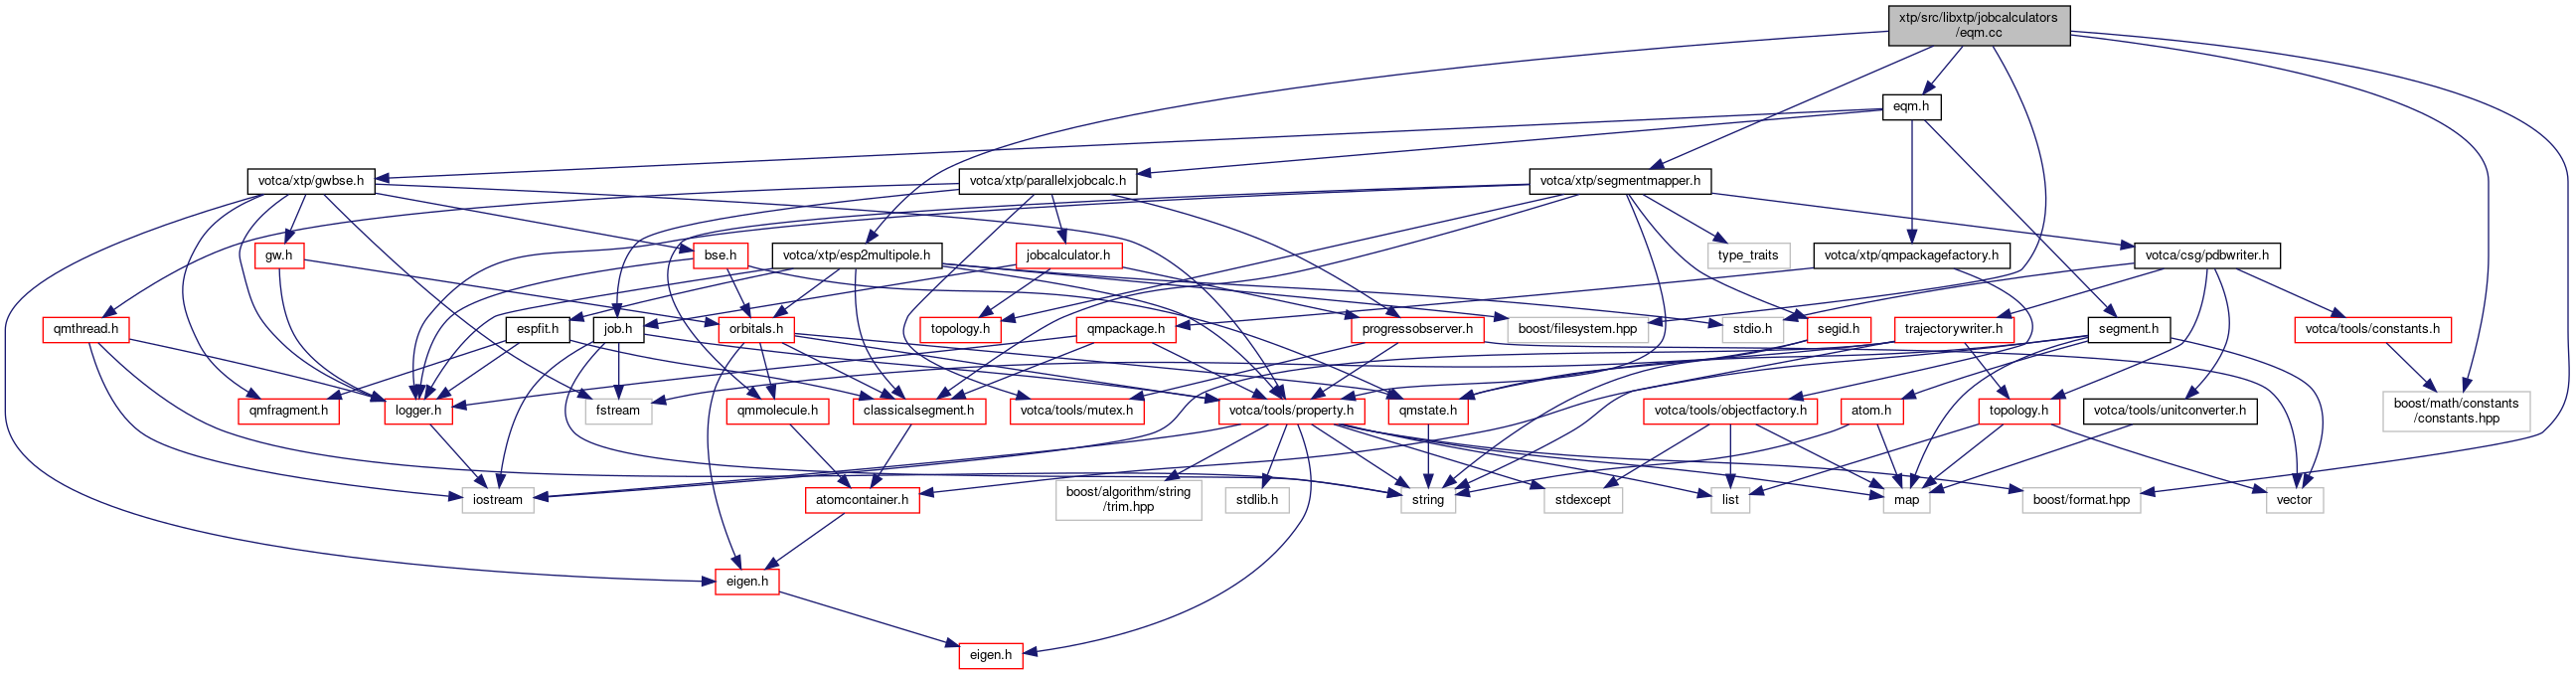 xtp/src/libxtp/jobcalculators
/eqm.cc
eqm.h
votca/xtp/gwbse.h
votca/xtp/parallelxjobcalc.h
votca/xtp/segmentmapper.h
gw.h
bse.h
votca/xtp/esp2multipole.h
jobcalculator.h
type_traits
votca/xtp/qmpackagefactory.h
votca/csg/pdbwriter.h
qmthread.h
espfit.h
job.h
orbitals.h
boost/filesystem.hpp
topology.h
stdio.h
qmpackage.h
progressobserver.h
segid.h
trajectorywriter.h
segment.h
votca/tools/constants.h
qmfragment.h
logger.h
fstream
qmmolecule.h
classicalsegment.h
votca/tools/mutex.h
votca/tools/property.h
qmstate.h
votca/tools/objectfactory.h
atom.h
topology.h
votca/tools/unitconverter.h
boost/math/constants
/constants.hpp
iostream
atomcontainer.h
boost/algorithm/string
/trim.hpp
stdlib.h
string
stdexcept
list
map
boost/format.hpp
vector
eigen.h
eigen.h